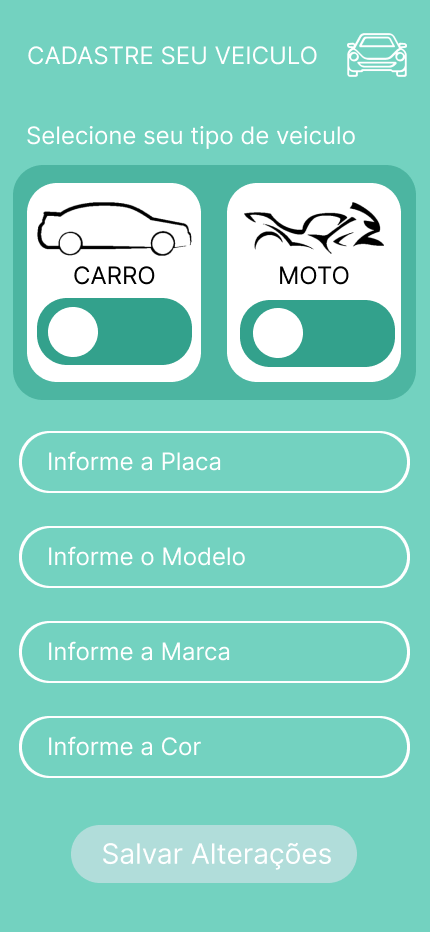 CADASTRE SEU VEICULO
Selecione seu tipo de veiculo
CARRO
MOTO
Informe a Placa
Informe o Modelo
Informe a Marca
Informe a Cor
Salvar Alterações